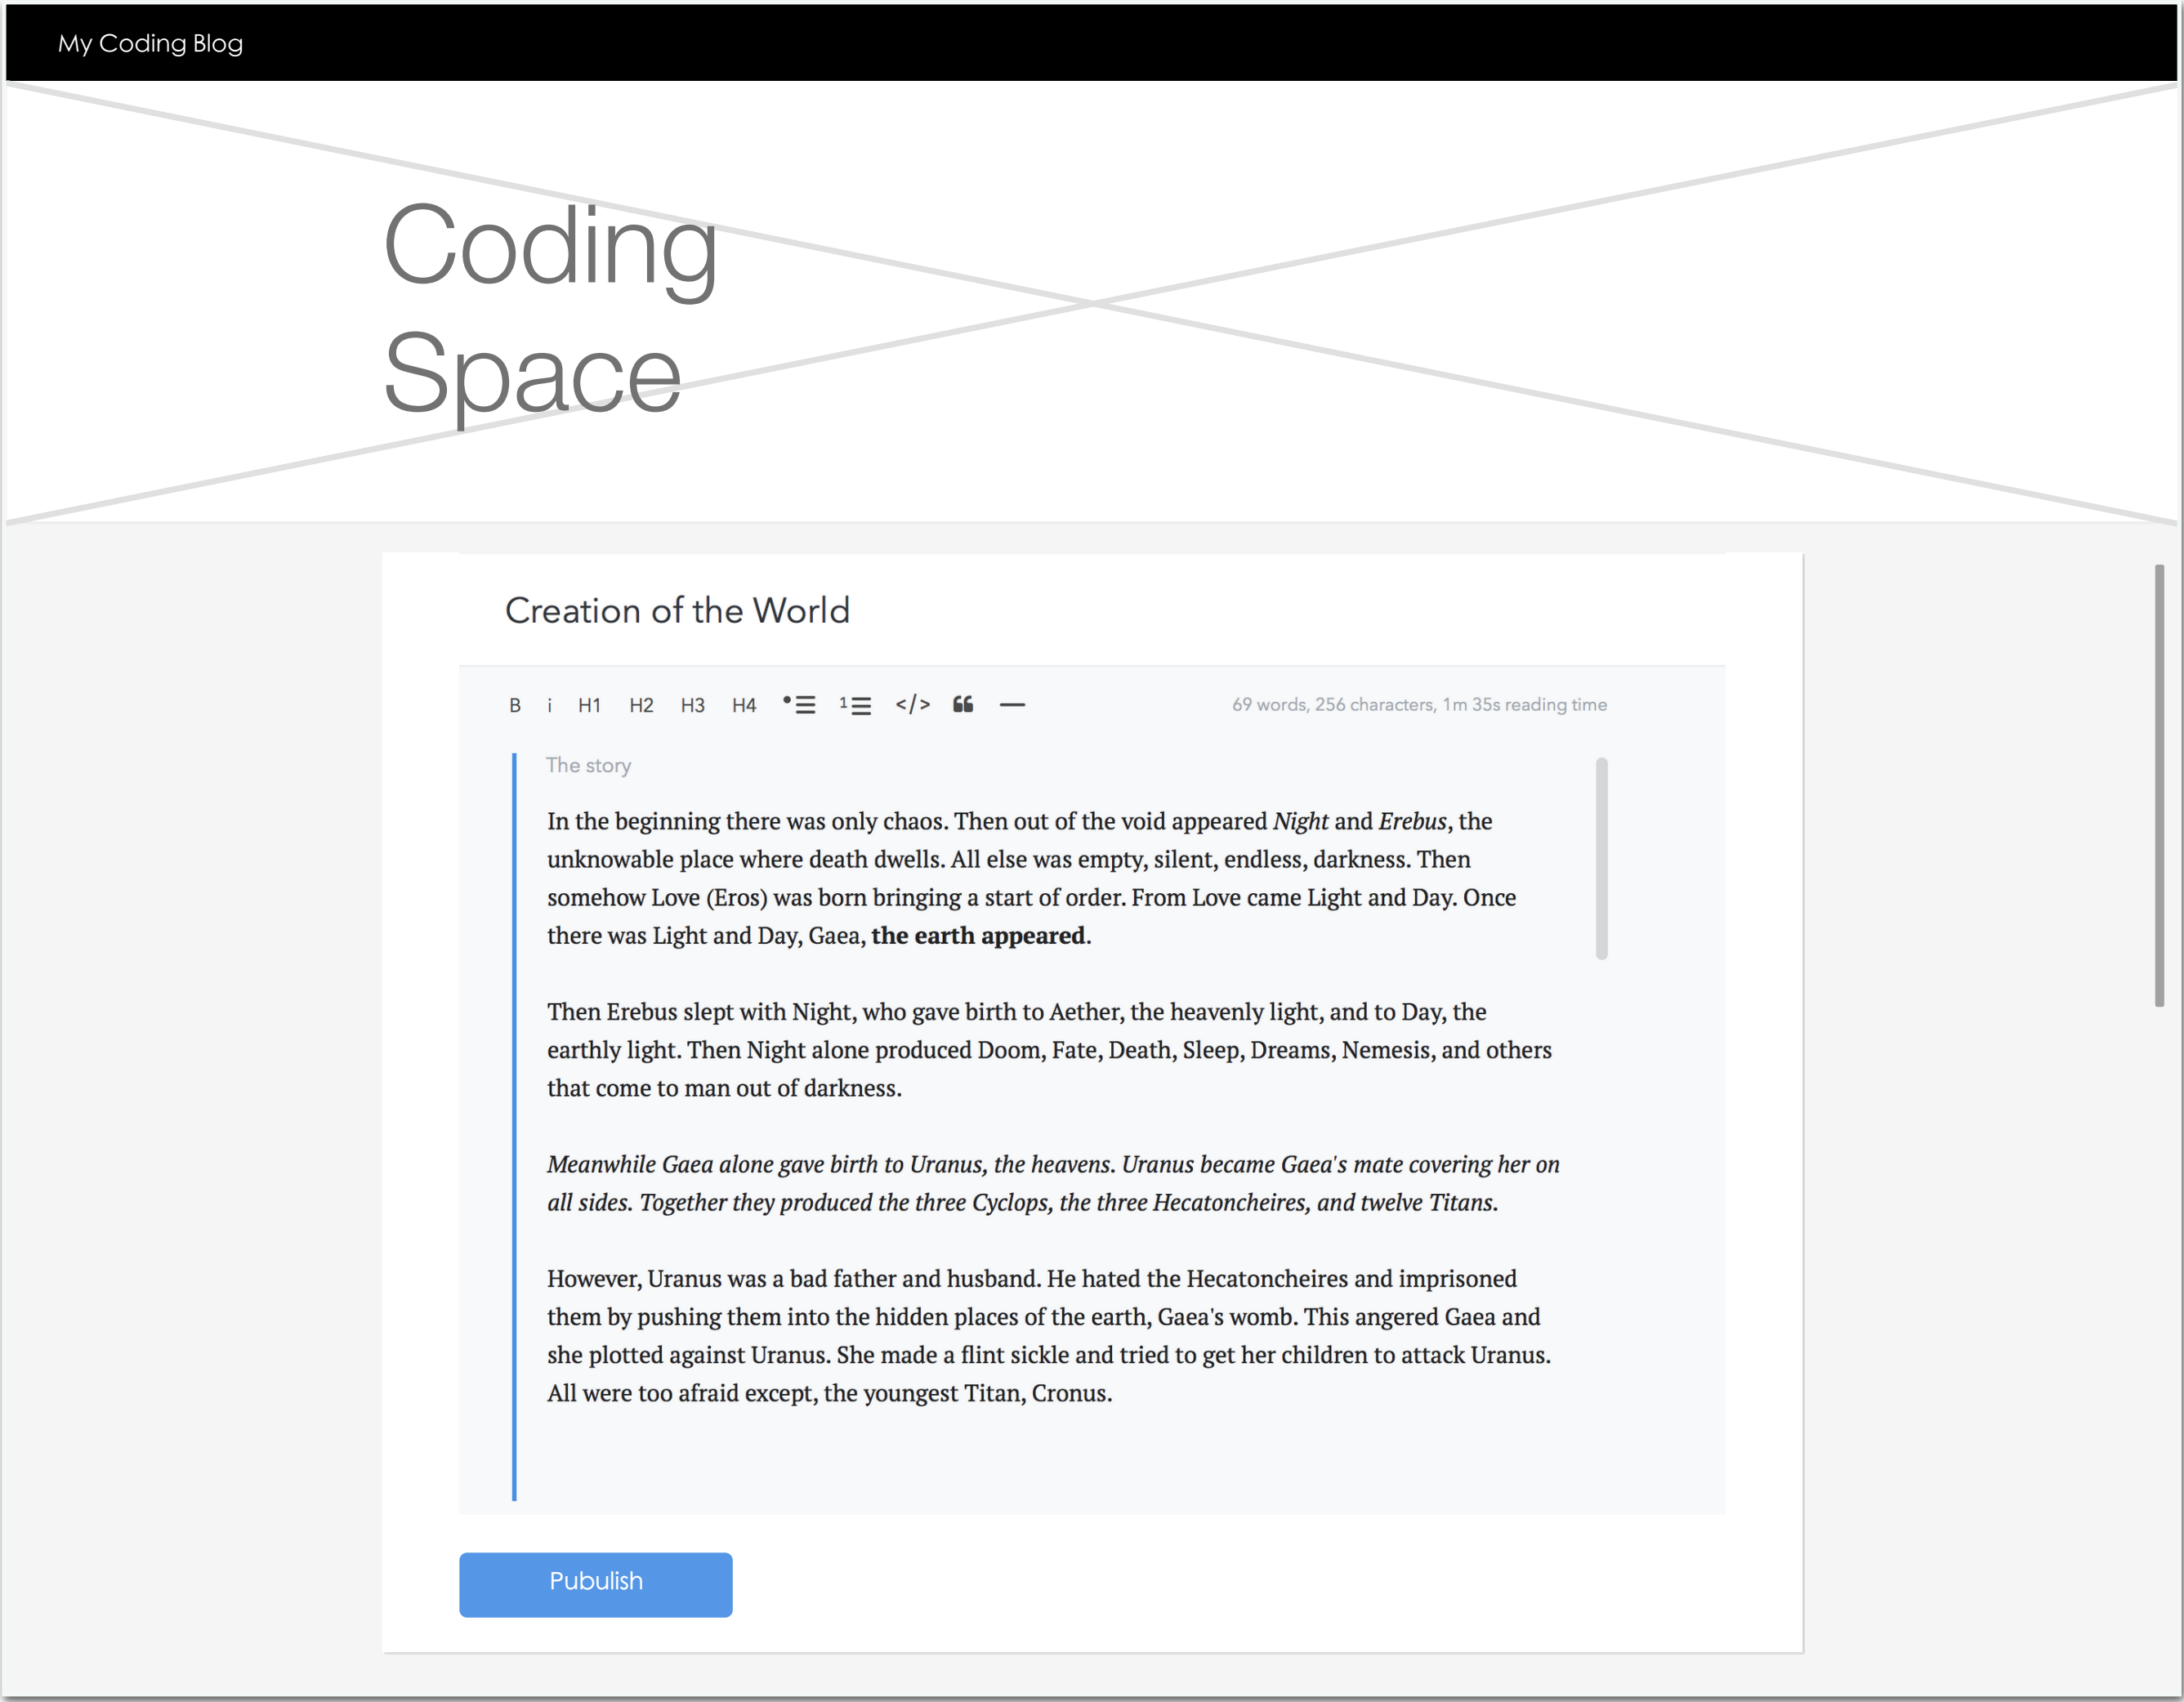 My Coding Blog
Coding
Space
Creation of the World
B i H1 H2 H3 H4 </> 69 words, 256 characters, 1m 35s reading time
The story
In the beginning there was only chaos. Then out of the void appeared Night and Erebus, the
unknowable place where death dwells. All else was empty, silent, endless, darkness. Then
somehow Love (Eros) was born bringing a start of order. From Love came Light and Day. Once
there was Light and Day, Gaea, the earth appeared.
Then Erebus slept with Night, who gave birth to Aether, the heavenly light, and to Day, the
earthly light. Then Night alone produced Doom, Fate, Death, Sleep, Dreams, Nemesis, and others
that come to man out of darkness.
Meanwhile Gaea alone gave birth to Uranus, the heavens. Uranus became Gaea's mate covering her on
all sides. Together they produced the three Cyclops, the three Hecatoncheires, and twelve Titans.
However, Uranus was a bad father and husband. He hated the Hecatoncheires and imprisoned
them by pushing them into the hidden places of the earth, Gaea's womb. This angered Gaea and
she plotted against Uranus. She made a flint sickle and tried to get her children to attack Uranus.
All were too afraid except, the youngest Titan, Cronus.
Pubulish